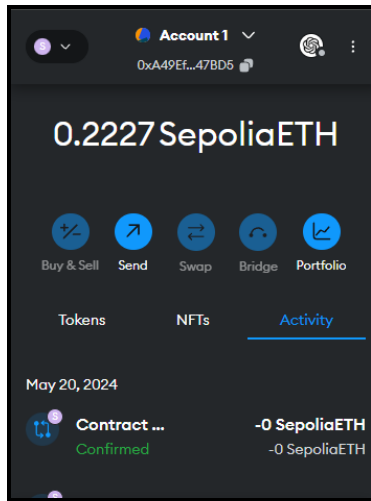 S
Account 1
0xA49Ef...47BD5
0.2227 SepoliaETH
Buy & Sell Send Swap Bridge Portfolio
Tokens NFTs Activity
May 20, 2024
S
Contract ... -0 SepoliaETH
Confirmed -0 SepoliaETH
S